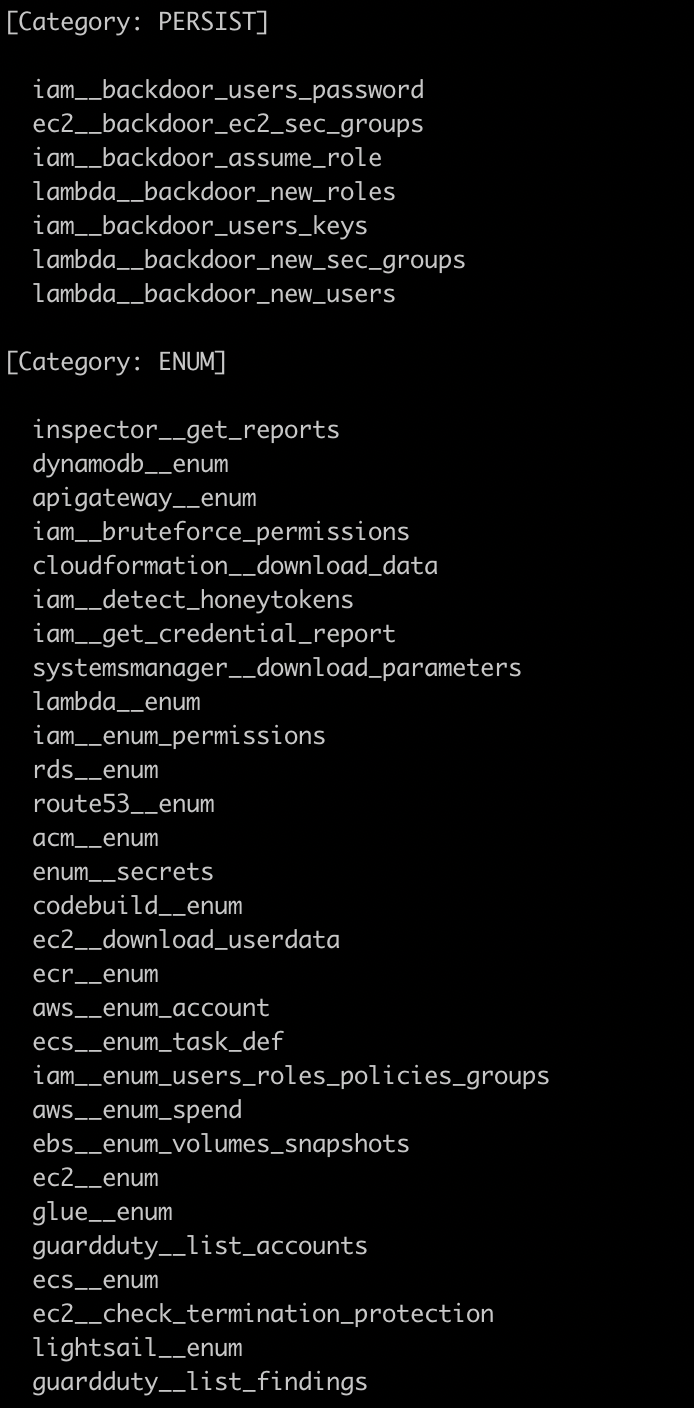 [Category: PERSIST]
iam__backdoor_users_password
ec2__backdoor_ec2_sec_groups
iam__backdoor_assume_role
lambda__backdoor_new_roles
iam__backdoor_users_keys
lambda__backdoor_new_sec_groups
lambda__backdoor_new_users
[Category: ENUM]
inspector__get_reports
dynamodb__enum
apigateway__enum
iam__bruteforce_permissions
cloudformation__download_data
iam__detect_honeytokens
iam__get_credential_report
systemsmanager__download_parameters
lambda__enum
iam__enum_permissions
rds__enum
route53__enum
acm__enum
enum__secrets
codebuild__enum
ec2__download_userdata
ecr__enum
aws__enum_account
ecs__enum_task_def
iam__enum_users_roles_policies_groups
aws__enum_spend
ebs__enum_volumes_snapshots
ec2__enum
glue__enum
guardduty__list_accounts
ecs__enum
ec2__check_termination_protection
lightsail__enum
guardduty__list_findings